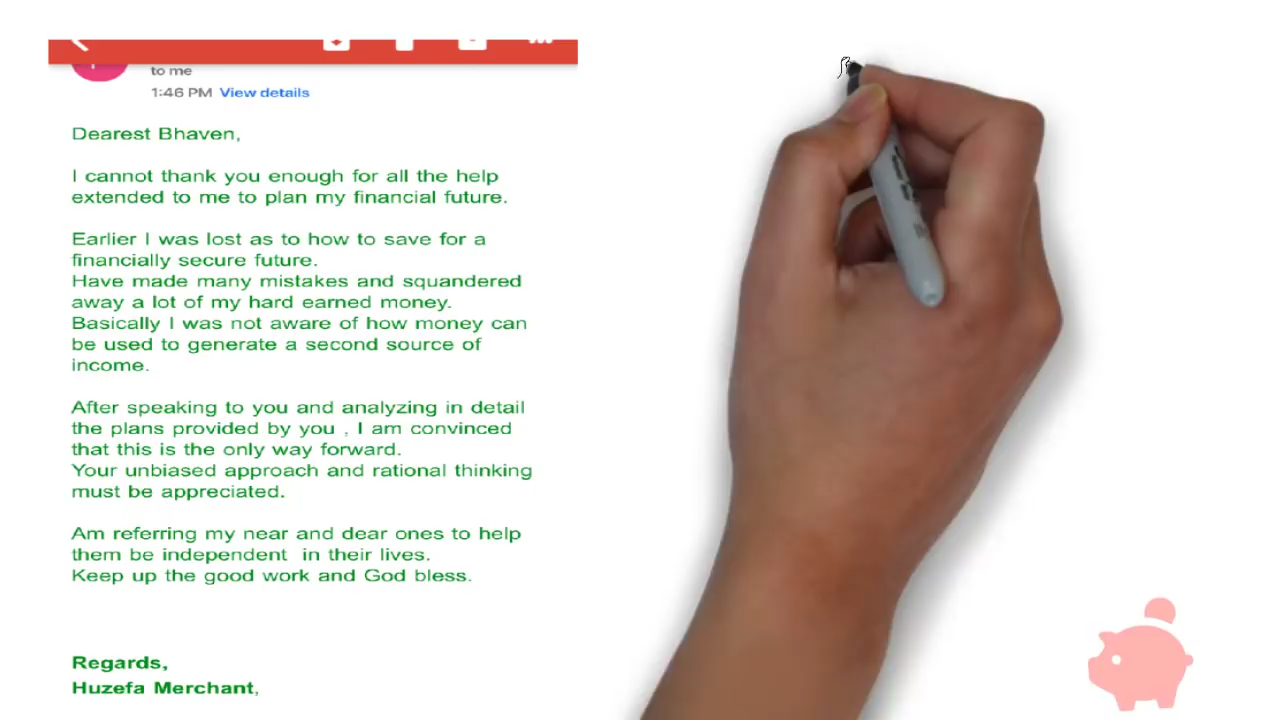 to me
1:46 PM View details
Dearest Bhaven,
I cannot thank you enough for all the help
extended to me to plan my financial future.
Earlier I was lost as to how to save for a
financially secure future.
Have made many mistakes and squandered
away a lot of my hard earned money.
Basically I was not aware of how money can
be used to generate a second source of
income.
After speaking to you and analyzing in detail
the plans provided by you , I am convinced
that this is the only way forward.
Your unbiased approach and rational thinking
must be appreciated.
Am referring my near and dear ones to help
them be independent in their lives.
Keep up the good work and God bless.
Regards,
Huzefa Merchant,